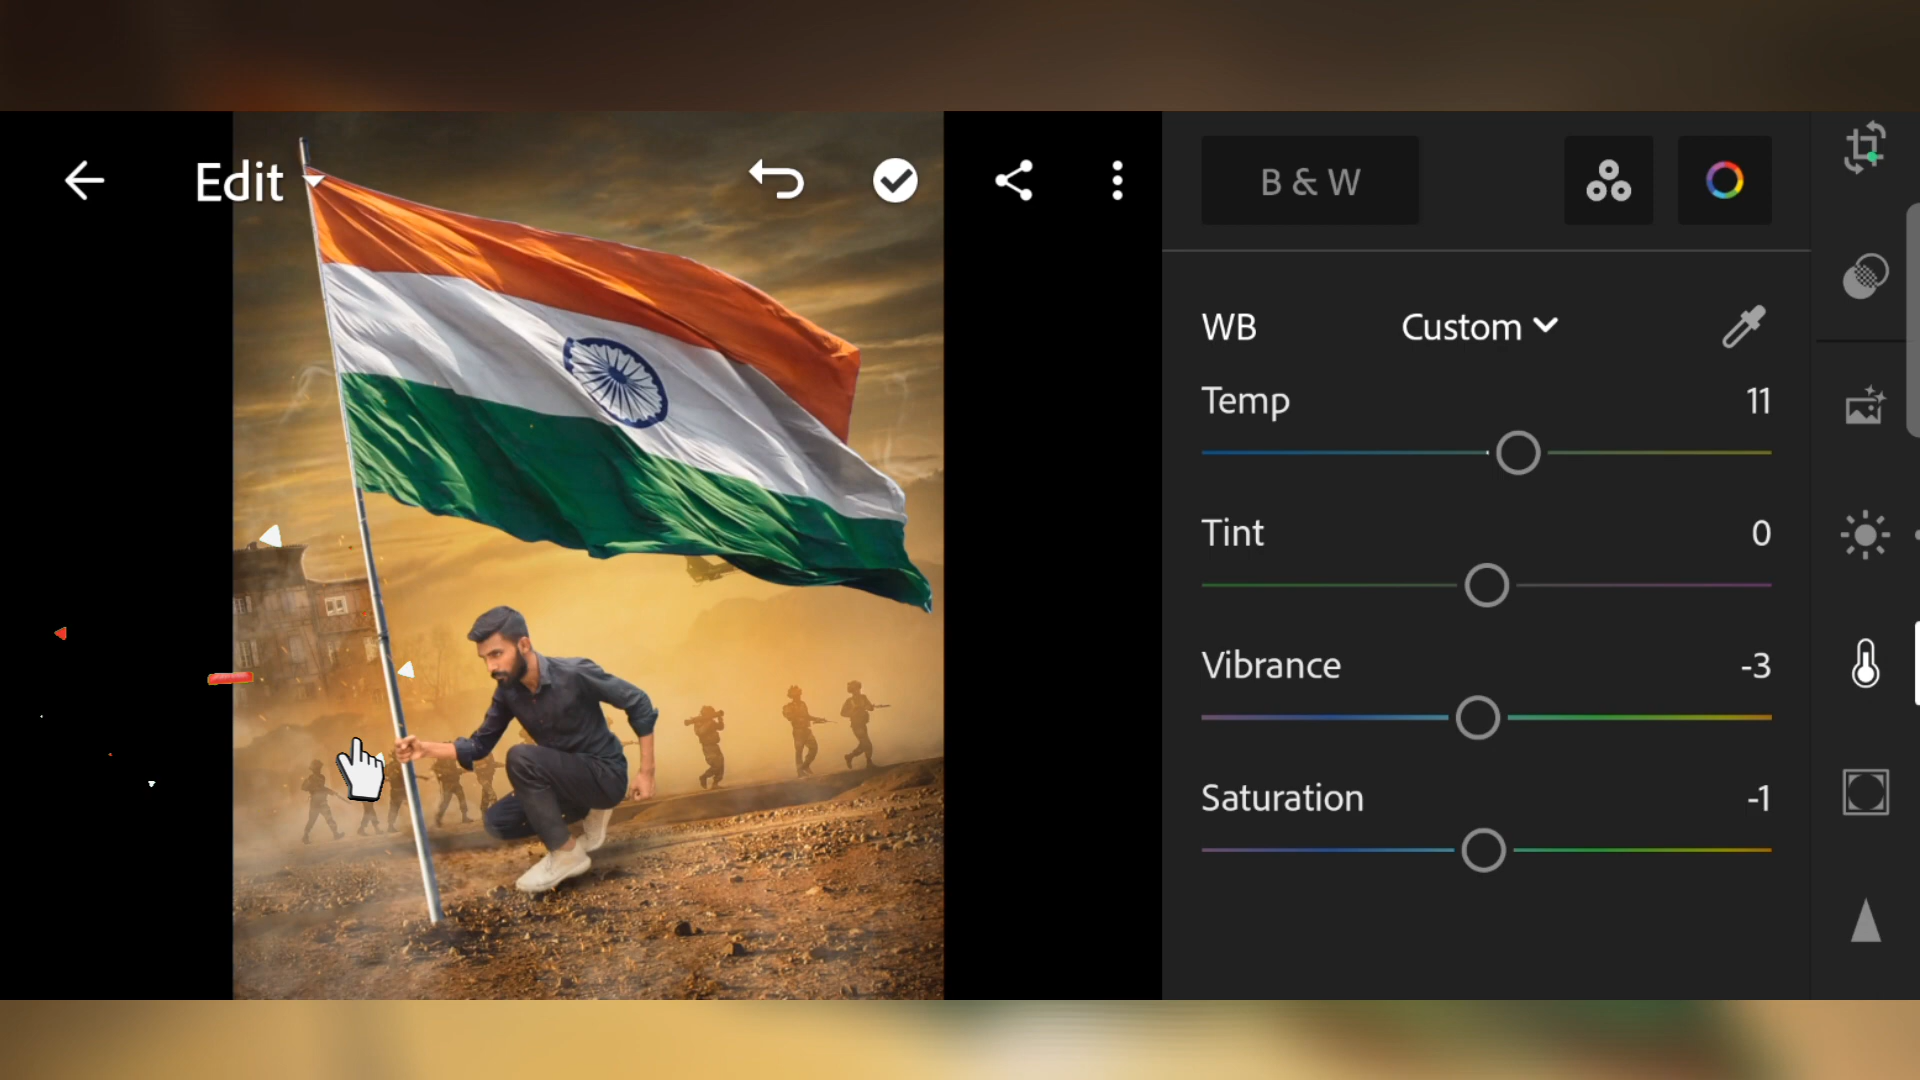 Edit
B & W
WB Custom
Temp 11
Tint 0
Vibrance -3
Saturation -1